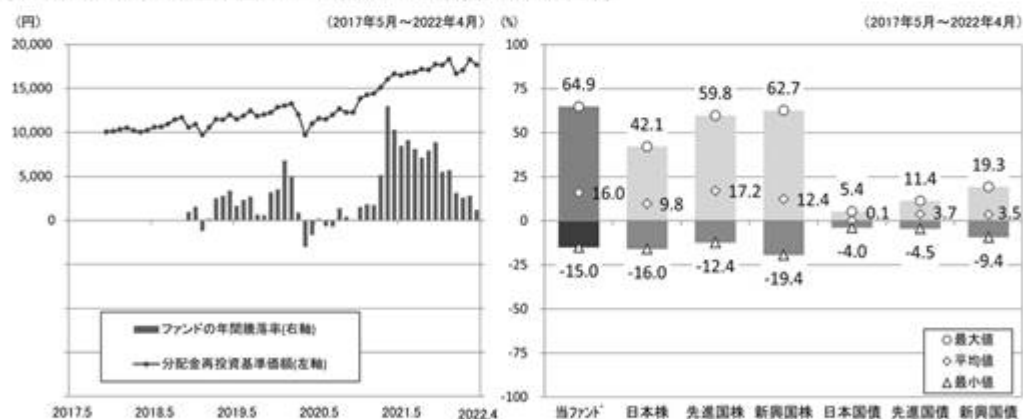 (円)
(2017年5月～2022年4月)
20,000
15,000
10,000
5,000
0
ファンドの年間騰落率(右軸)
分配金再投資基準価額(左軸)
2017.5 2018.5 2019.5 2020.5 2021.5 2022.4
(%)
(2017年5月～2022年4月)
100
75
50
25
0
-25
-50
-75
-100
64.9 42.1 59.8 62.7 5.4 11.4 19.3
16.0 9.8 17.2 12.4 0.1 3.7 3.5
-15.0 -16.0 -12.4 -19.4 -4.0 -4.5 -9.4
最大値
平均値
最小値
当ファンド 日本株 先進国株 新興国株 日本国債 先進国債 新興国債